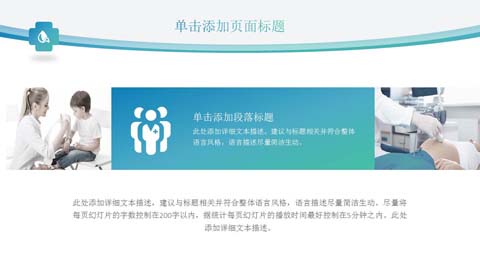 单击添加页面标题
单击添加段落标题
此处添加详细文本描述，建议与标题相关并符合整体
语言风格，语言描述尽量简洁生动。
此处添加详细文本描述，建议与标题相关并符合整体语言风格，语言描述尽量简洁生动。尽量将
每页幻灯片的字数控制在200字以内，据统计每页幻灯片的播放时间最好控制在5分钟之内。此处
添加详细文本描述。